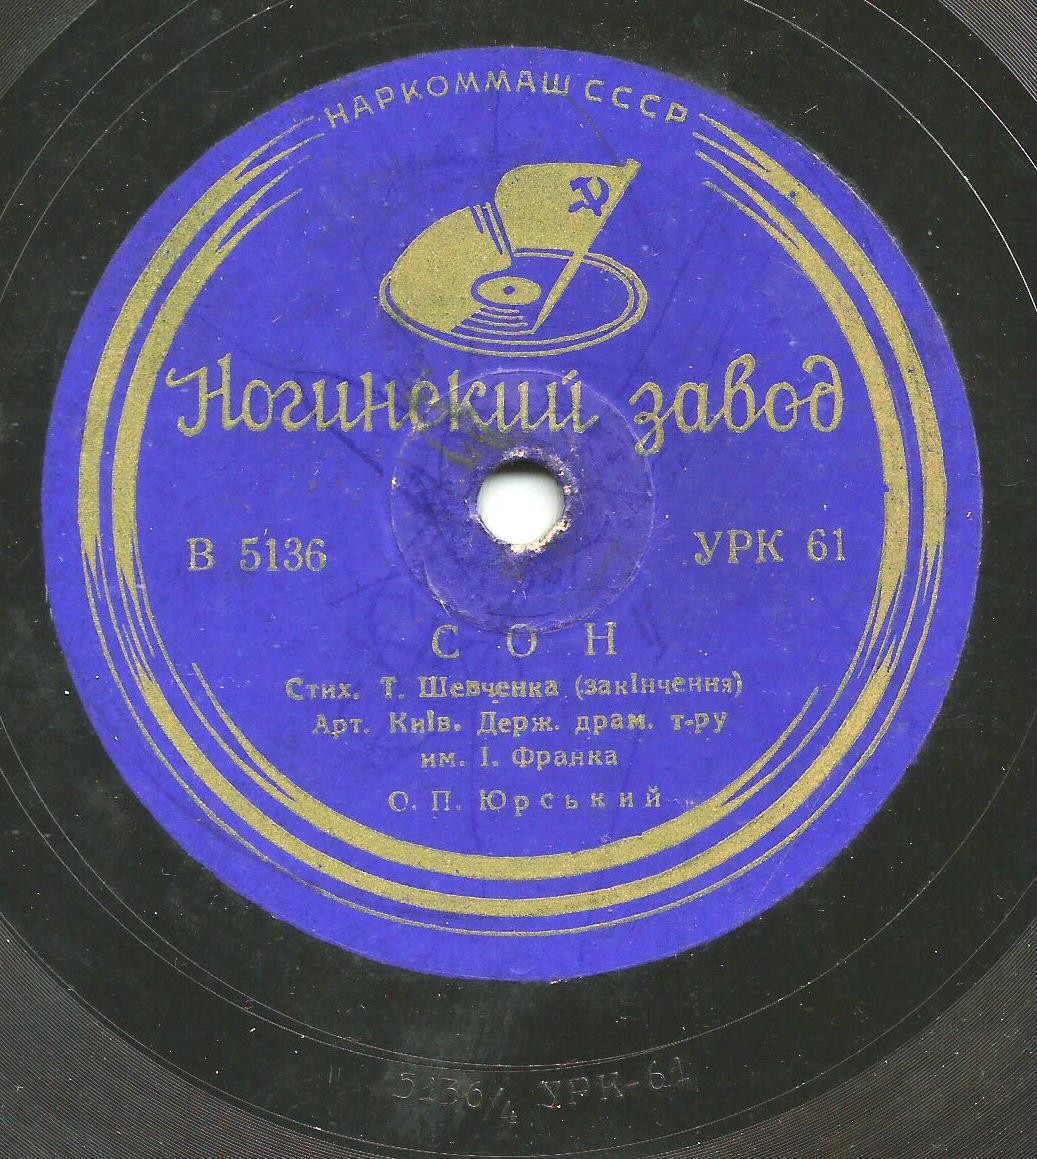 НАРКОММАШ СССР
Ногинский завод
В 5136
УРК 61
СОН
Стих. Т. Шевченка (закінчення)
Арт. Київ. Держ. драм. т-ру
им. І. Франка
О. П. Юрський
5136/4 УРК-61